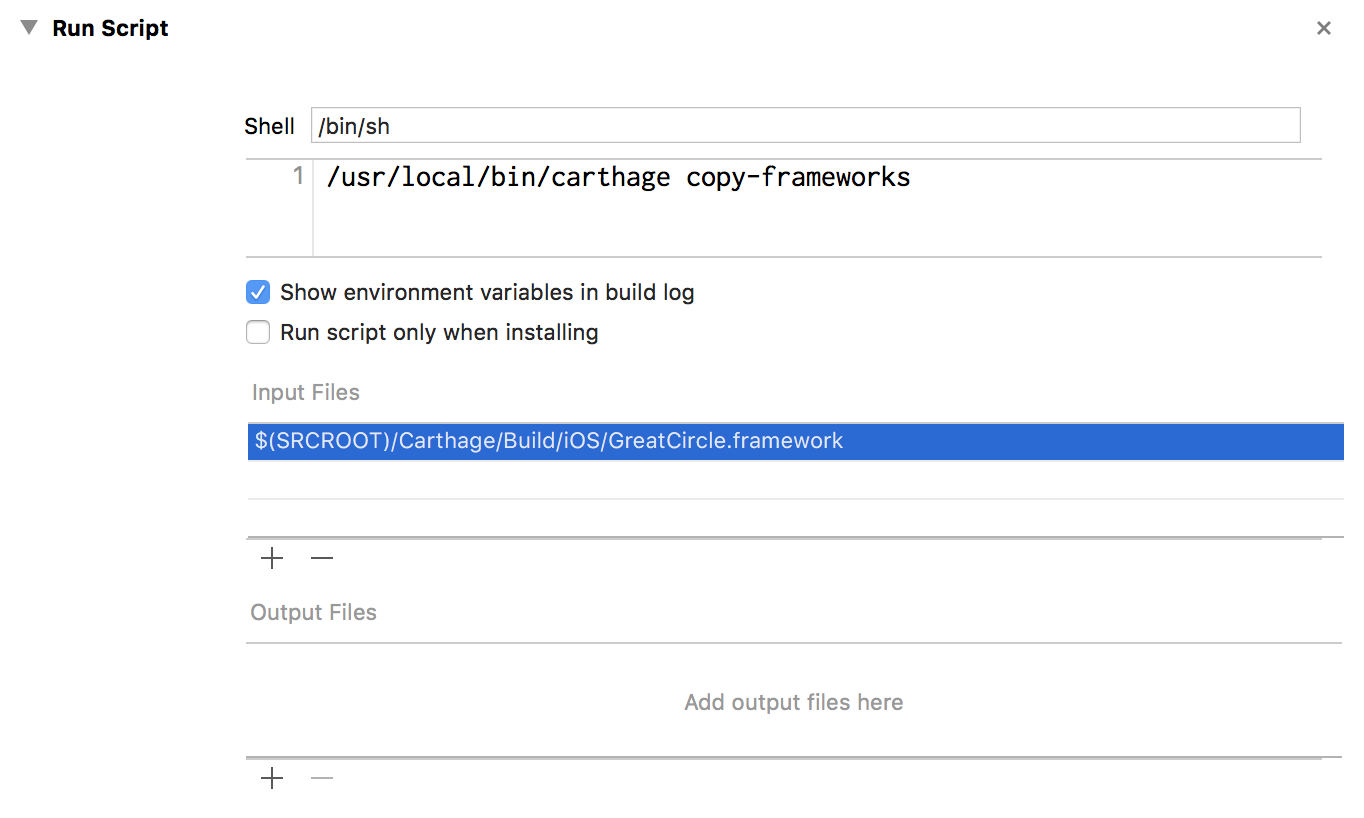 Run Script
Shell /bin/sh
1 /usr/local/bin/carthage copy-frameworks
Show environment variables in build log
Run script only when installing
Input Files
$(SRCROOT)/Carthage/Build/iOS/GreatCircle.framework
Output Files
Add output files here